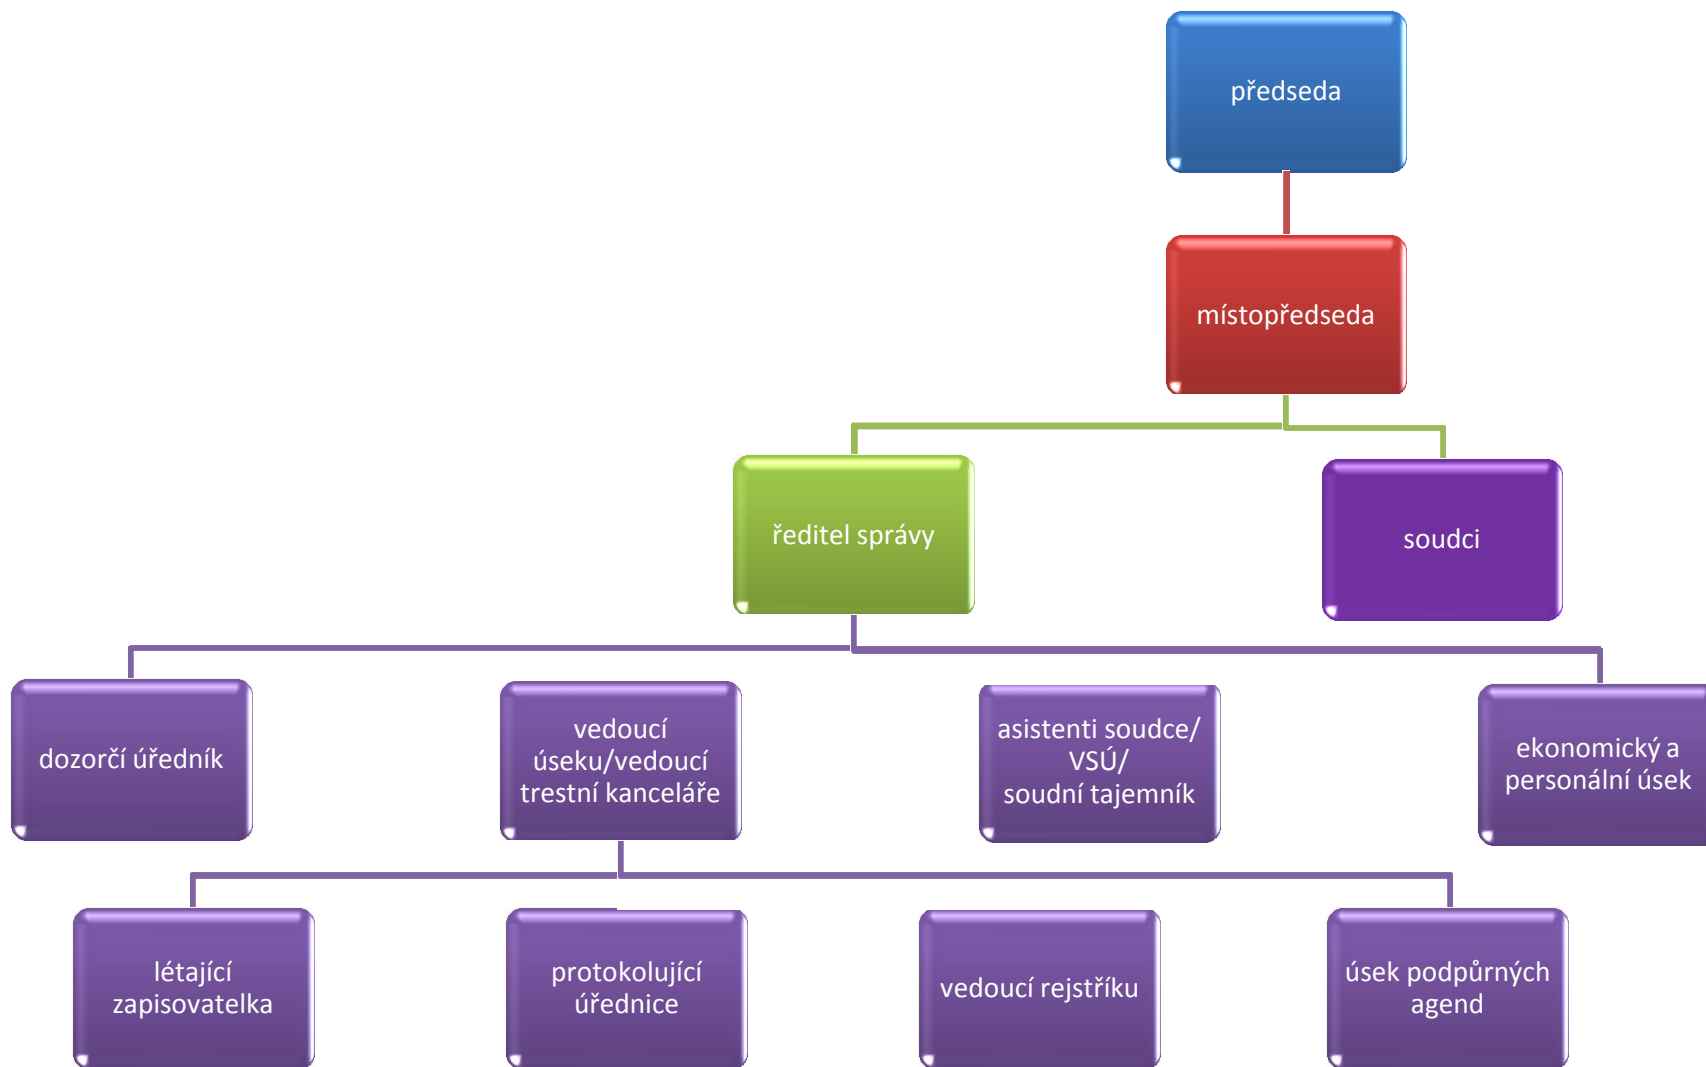 předseda
místopředseda
ředitel správy
soudci
dozorčí úředník
vedoucí
úseku/vedoucí
trestní kanceláře
asistenti soudce/
VSÚ/
soudní tajemník
ekonomický a
personální úsek
létající
zapisovatelka
protokolující
úřednice
vedoucí rejstříku
úsek podpůrných
agend